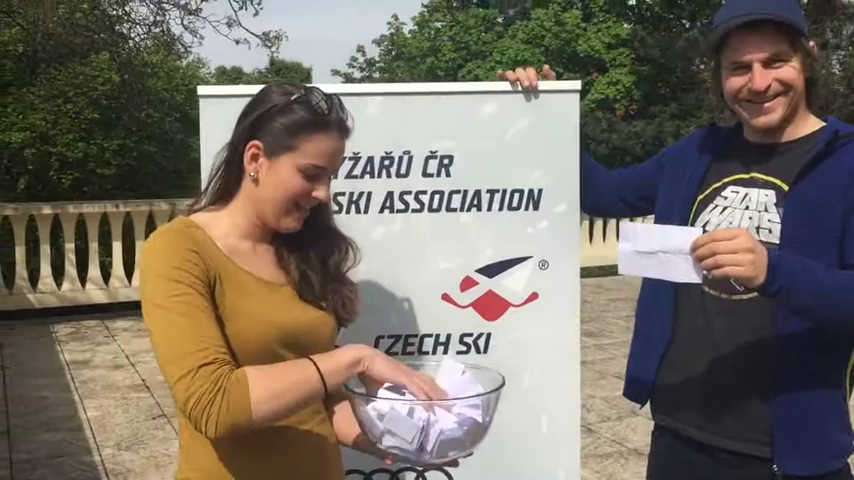 YŽAŘŮ ČR
SKI ASSOCIATION
®
CZECH SKI
STAR
WARS